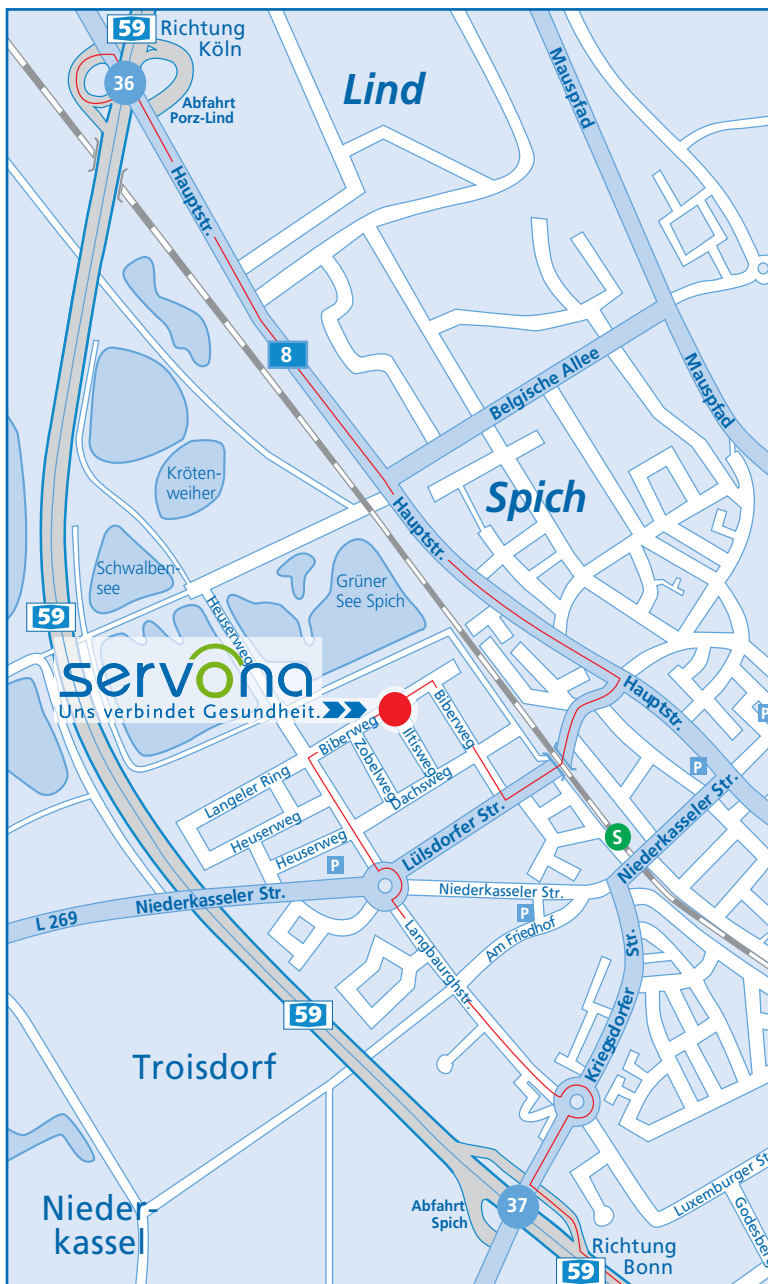 59
Richtung
Köln
36
Abfahrt
Porz-Lind
Lind
Mauspfad
Hauptstr.
8
Belgische Allee
Mauspfad
Kröten-
weiher
Spich
Hauptstr.
Schwalben-
see
Grüner
See Spich
59
Heuserweg
servona
Uns verbindet Gesundheit.
Hauptstr.
Biberweg
Biberweg
Iltisweg
Zobelweg
Dachsweg
Langeler Ring
P
P
Heuserweg
Heuserweg
Lülsdorfer Str.
Niederkasseler Str.
S
P
Niederkasseler Str.
Niederkasseler Str.
L 269
P
Am Friedhof
Langbaurghstr.
Kriegsdorfer Str.
59
Troisdorf
Luxemburger St
Godesberg
Nieder-
kassel
Abfahrt
Spich
37
Richtung
Bonn
59